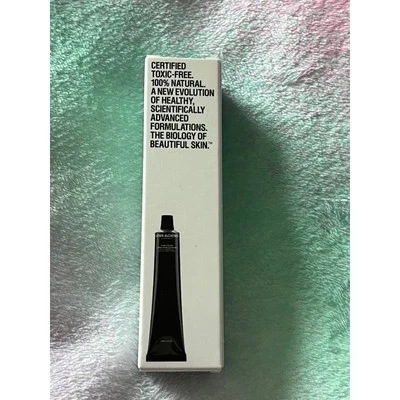 CERTIFIED
TOXIC-FREE.
100% NATURAL.
A NEW EVOLUTION
OF HEALTHY,
SCIENTIFICALLY
ADVANCED
FORMULATIONS.
THE BIOLOGY OF
BEAUTIFUL SKIN.™